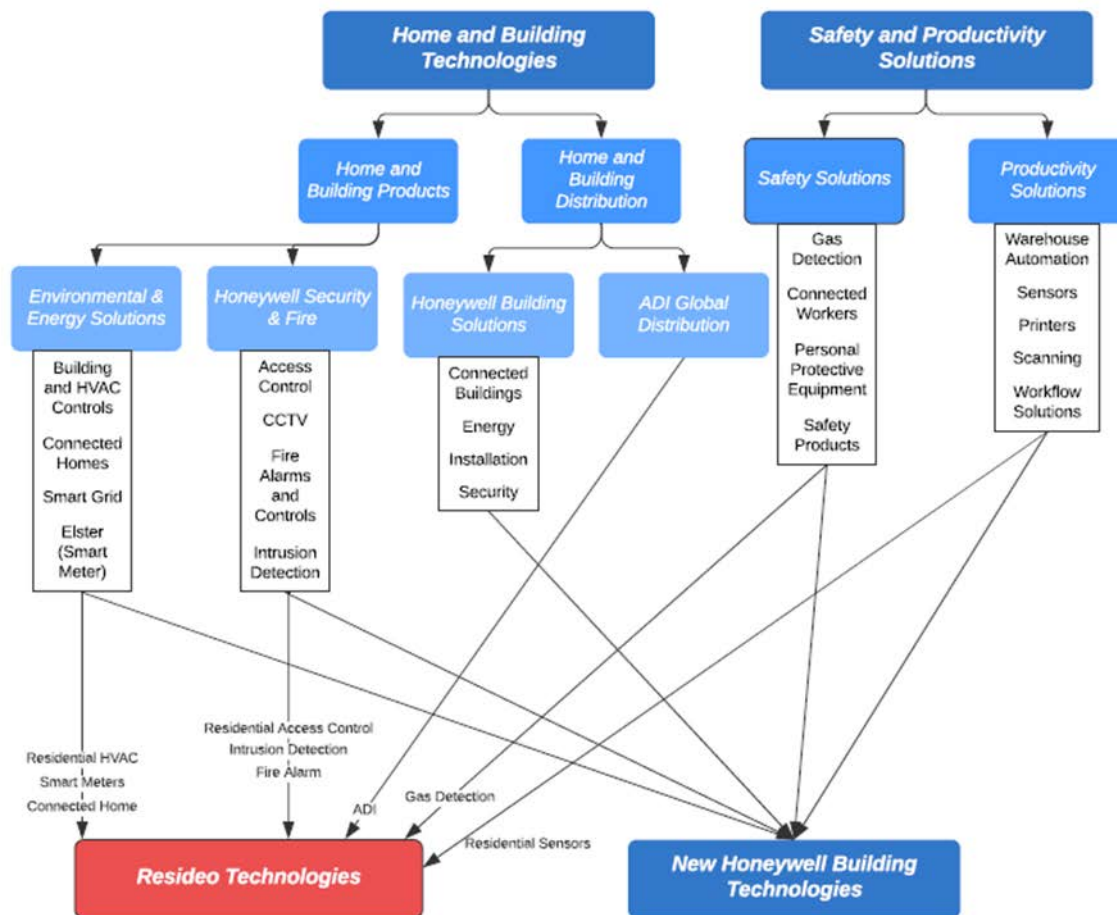 Home and Building
Technologies
Safety and Productivity
Solutions
Home and
Building Products
Home and
Building
Distribution
Safety Solutions
Productivity
Solutions
Environmental &
Energy Solutions
Honeywell Security
& Fire
Honeywell Building
Solutions
ADI Global
Distribution
Gas
Detection
Connected
Workers
Personal
Protective
Equipment
Safety
Products
Warehouse
Automation
Sensors
Printers
Scanning
Workflow
Solutions
Building
and HVAC
Controls
Connected
Homes
Smart Grid
Elster
(Smart
Meter)
Access
Control
CCTV
Fire
Alarms
and
Controls
Intrusion
Detection
Connected
Buildings
Energy
Installation
Security
Residential HVAC
Smart Meters
Connected Home
Residential Access Control
Intrusion Detection
Fire Alarm
ADI
Gas Detection
Residential Sensors
Resideo Technologies
New Honeywell Building
Technologies